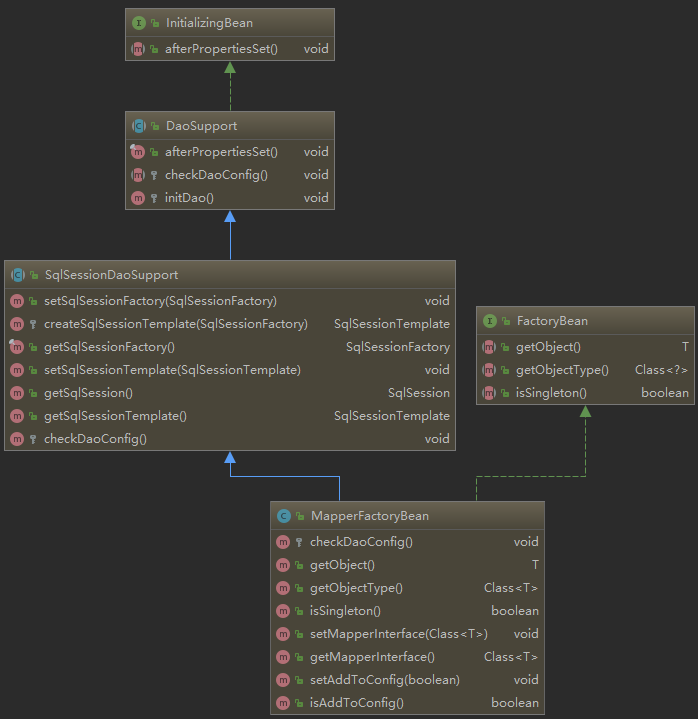 InitializingBean
afterPropertiesSet() void
DaoSupport
afterPropertiesSet() void
checkDaoConfig() void
initDao() void
SqlSessionDaoSupport
setSqlSessionFactory(SqlSessionFactory) void
createSqlSessionTemplate(SqlSessionFactory) SqlSessionTemplate
getSqlSessionFactory() SqlSessionFactory
setSqlSessionTemplate(SqlSessionTemplate) void
getSqlSession() SqlSession
getSqlSessionTemplate() SqlSessionTemplate
checkDaoConfig() void
FactoryBean
getObject() T
getObjectType() Class<?>
isSingleton() boolean
MapperFactoryBean
checkDaoConfig() void
getObject() T
getObjectType() Class<T>
isSingleton() boolean
setMapperInterface(Class<T>) void
getMapperInterface() Class<T>
setAddToConfig(boolean) void
isAddToConfig() boolean